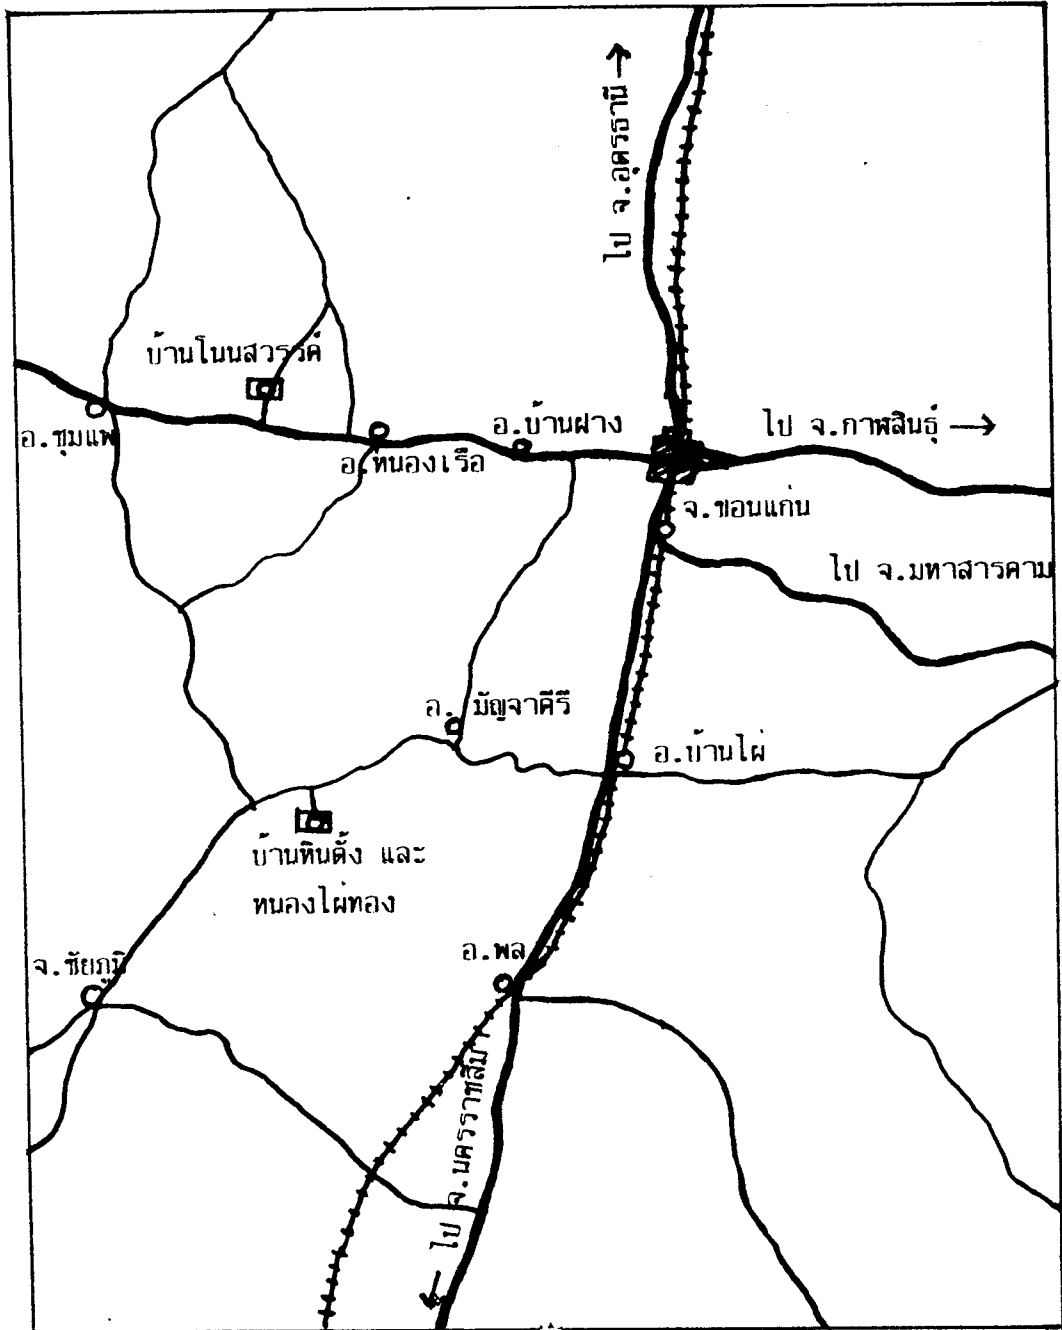 ไป จ.อุดรธานี →
บ้านโนนสวรรค์
อ.ชุมแพ
อ.หนองเรือ
อ.บ้านฝาง
ไป จ.กาฬสินธุ์ →
จ.ขอนแก่น
ไป จ.มหาสารคาม
อ. มัญจาคีรี
อ.บ้านไผ่
บ้านหินตั้ง และ
หนองไผ่ทอง
อ.พล
จ.ชัยภูมิ
← ไป จ.นครราชสีมา